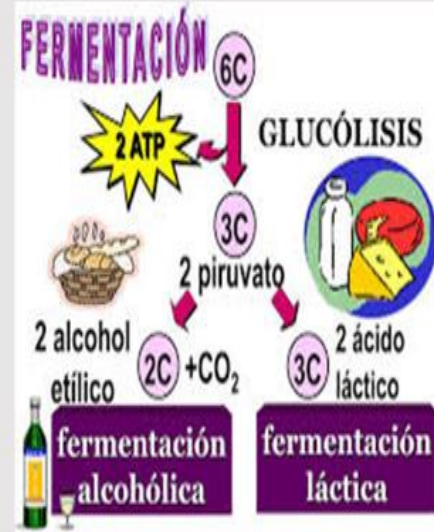 FERMENTACIÓN
6C
2 ATP
GLUCÓLISIS
3C
2 piruvato
2 alcohol
etílico
2C +CO₂
3C
2 ácido
láctico
fermentación
alcohólica
fermentación
láctica